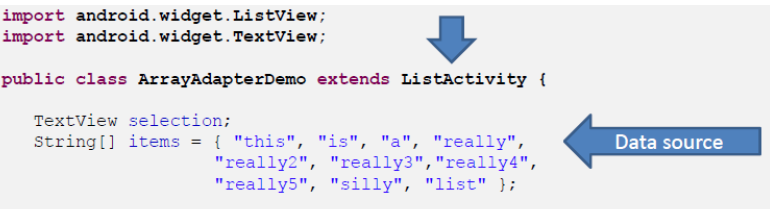 import android.widget.ListView;
import android.widget.TextView;
public class ArrayAdapterDemo extends ListActivity {
TextView selection;
String[] items = { "this", "is", "a", "really",
"really2", "really3","really4",
"really5", "silly", "list" };
Data source